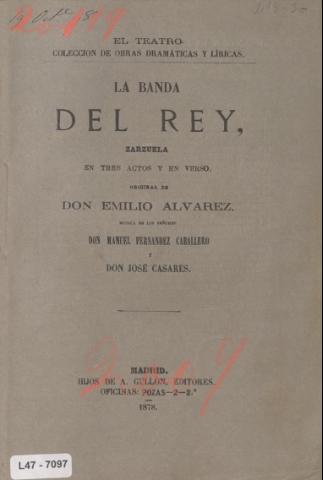 EL TEATRO.
COLECCION DE OBRAS DRAMÁTICAS Y LÍRICAS.
LA BANDA
DEL REY,
ZARZUELA
EN TRES ACTOS Y EN VERSO,
ORIGINAL DE
DON EMILIO ALVAREZ.
MÚSICA DE LOS SEÑORES
DON MANUEL FERNANDEZ CABALLERO
Y
DON JOSÉ CASARES.
MADRID.
HIJOS DE A. GULLON, EDITORES.
OFICINAS: POZAS—2—2.º
1878.
L47 - 7097